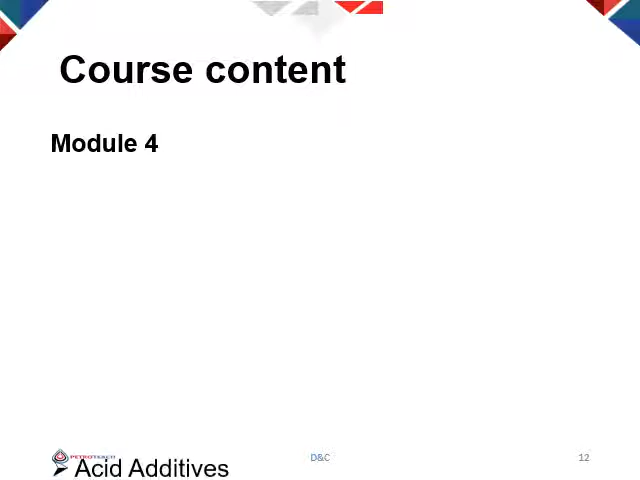 Course content
Module 4
D&C
12
➤ Acid Additives